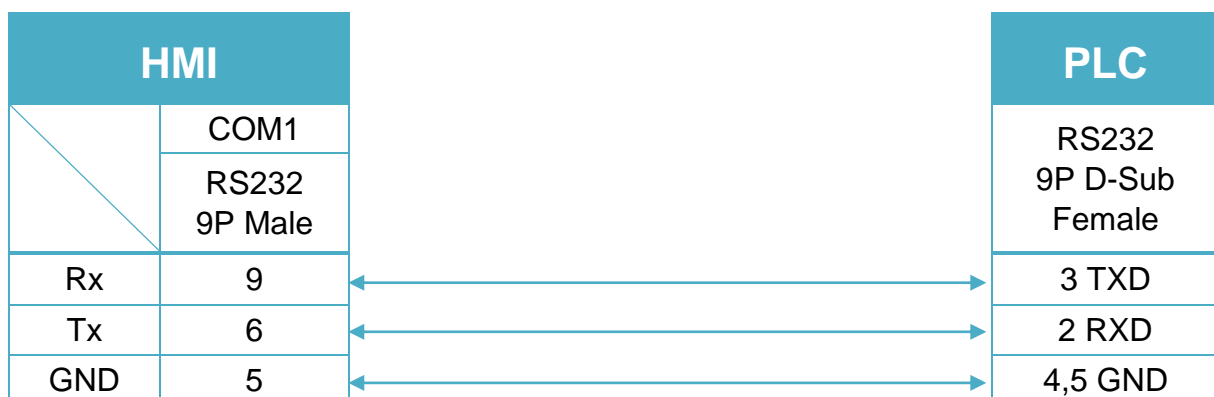 HMI
PLC
COM1
RS232
9P Male
RS232
9P D-Sub
Female
Rx 9 3 TXD
Tx 6 2 RXD
GND 5 4,5 GND